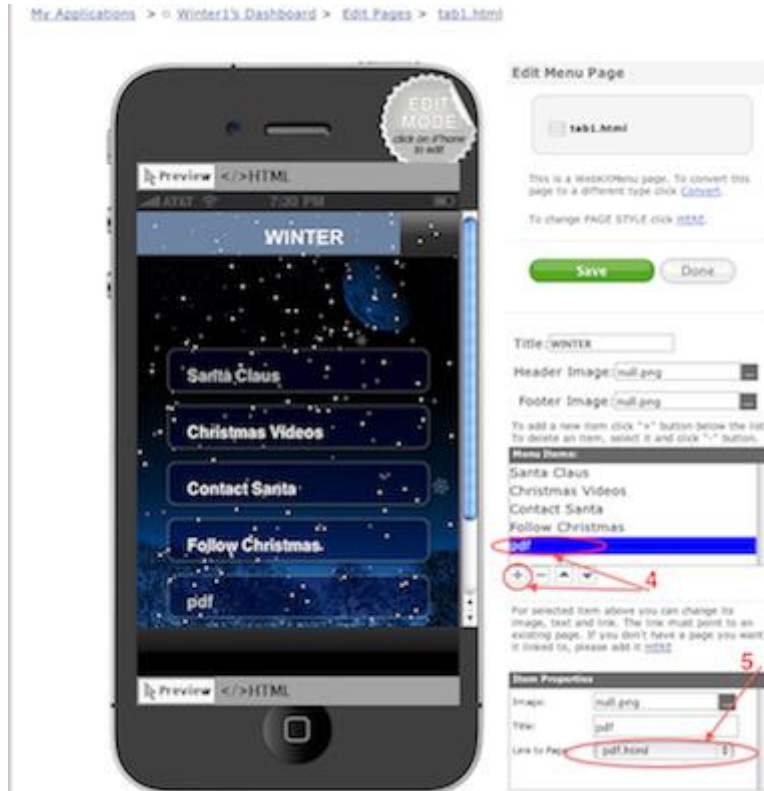 My Applications > Winter1's Dashboard > Edit Pages > tab1.html
EDIT
MODE
click on iPhone
to edit
Preview </>HTML
AT&T 7:30 PM
WINTER
Santa Claus
Christmas Videos
Contact Santa
Follow Christmas
pdf
Preview </>HTML
Edit Menu Page
tab1.html
This is a WebKitMenu page. To convert this
page to a different type click Convert.
To change PAGE STYLE click HERE.
Save Done
Title: WINTER
Header Image: null.png ...
Footer Image: null.png ...
To add a new item click "+" button below the list
To delete an item, select it and click "-" button.
Menu Items:
Santa Claus
Christmas Videos
Contact Santa
Follow Christmas
pdf
+ -
4
For selected item above you can change its
image, text and link. The link must point to an
existing page. If you don't have a page you want
it linked to, please add it HERE
5
Item Properties
Image: null.png ...
Title: pdf
Link to Page: pdf.html